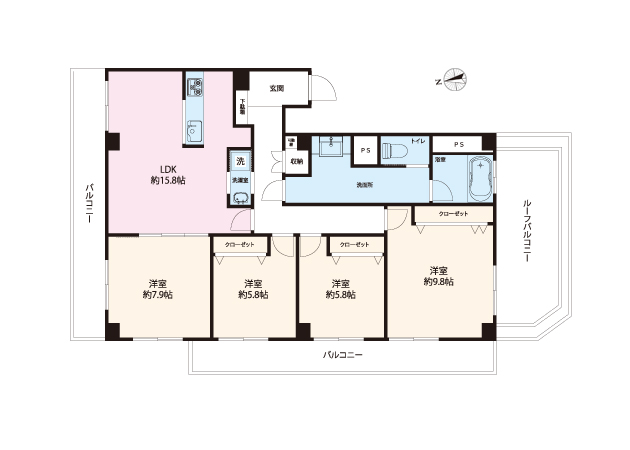 玄関
N
下駄箱
トイレ
収納
PS
PS
浴室
洗
洗濯室
洗面所
LDK
約15.8帖
バルコニー
クローゼット
クローゼット
クローゼット
ルーフバルコニー
洋室
約7.9帖
洋室
約5.8帖
洋室
約5.8帖
洋室
約9.8帖
バルコニー